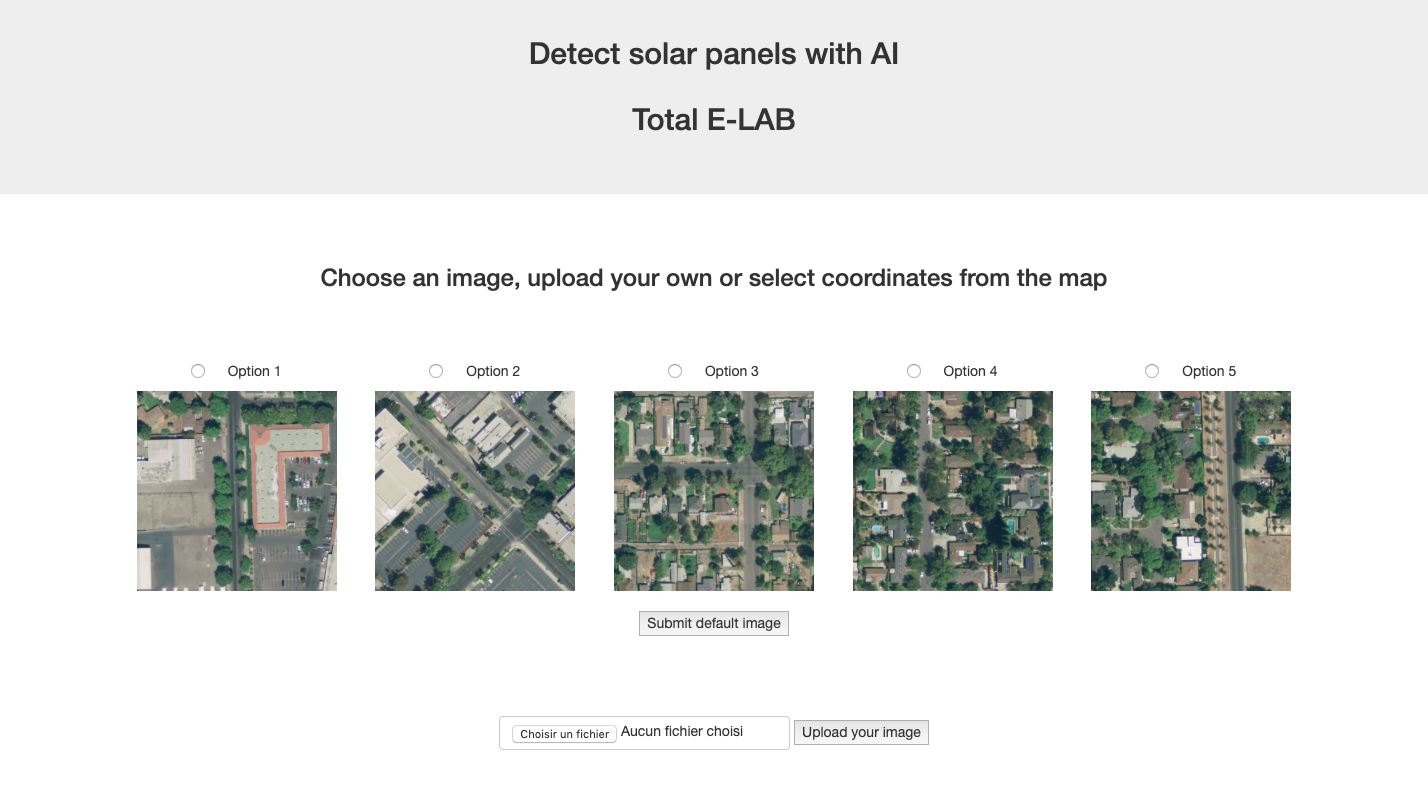 Detect solar panels with AI
Total E-LAB
Choose an image, upload your own or select coordinates from the map
Option 1
Option 2
Option 3
Option 4
Option 5
Submit default image
Choisir un fichier Aucun fichier choisi Upload your image